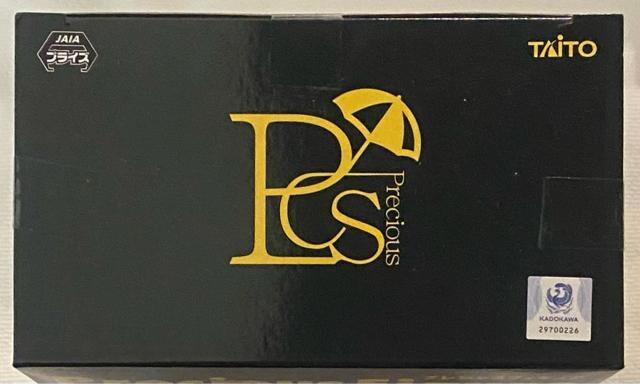 JAIA
プライズ
TAITO
PCS
Precious
KADOKAWA
29700226